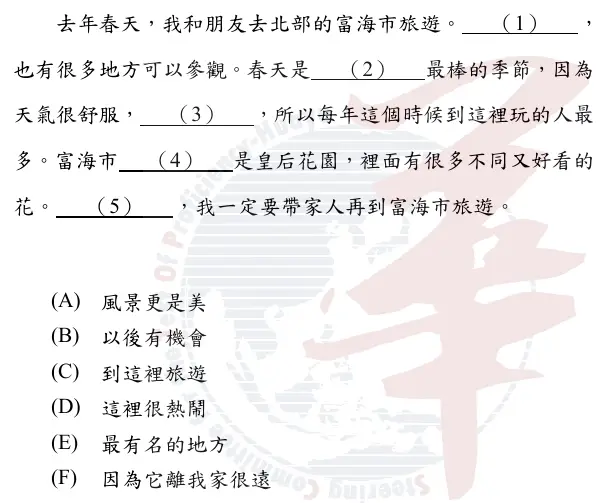 去年春天，我和朋友去北部的富海市旅遊。 （1） ，
也有很多地方可以參觀。春天是 （2） 最棒的季節，因為
天氣很舒服， （3） ，所以每年這個時候到這裡玩的人最
多。富海市 （4） 是皇后花園，裡面有很多不同又好看的
花。 （5） ，我一定要帶家人再到富海市旅遊。
(A) 風景更是美
(B) 以後有機會
(C) 到這裡旅遊
(D) 這裡很熱鬧
(E) 最有名的地方
(F) 因為它離我家很遠
華
Steering Committee
Of Proficiency-Huayu